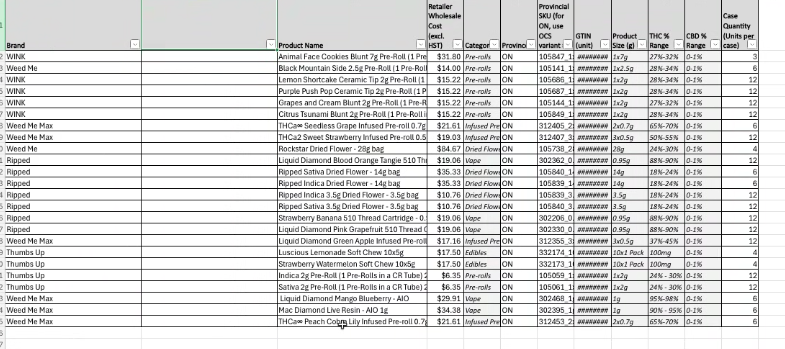 Brand Product Name Retailer Wholesale Cost (excl. HST) Categor Provinc Provincial SKU (for ON, use OCS variant GTIN (unit) Product Size (g) THC % Range CBD % Range Case Quantity (Units per case)
WINK Animal Face Cookies Blunt 7g Pre-Roll (1 Pre $31.80 Pre-rolls ON 105847_1 ######## 1x7g 27%-32% 0-1% 3
Weed Me Black Mountain Side 2.5g Pre-Roll (1 Pre-R $14.00 Pre-rolls ON 105141_1 ######## 1x2.5g 28%-34% 0-1% 6
WINK Lemon Shortcake Ceramic Tip 2g Pre-Roll (1 $15.22 Pre-rolls ON 105686_1 ######## 1x2g 28%-34% 0-1% 12
WINK Purple Push Pop Ceramic Tip 2g Pre-Roll (1 $15.22 Pre-rolls ON 105687_1 ######## 1x2g 28%-34% 0-1% 12
WINK Grapes and Cream Blunt 2g Pre-Roll (1 Pre- $15.22 Pre-rolls ON 105144_1 ######## 1x2g 27%-32% 0-1% 12
WINK Citrus Tsunami Blunt 2g Pre-Roll (1 Pre-Roll i $15.22 Pre-rolls ON 105849_1 ######## 1x2g 28%-34% 0-1% 12
Weed Me Max THCa∞ Seedless Grape Infused Pre-roll 0.7g $21.61 Infused Pre ON 312405_2 ######## 2x0.7g 65%-70% 0-1% 6
Weed Me Max THCa2 Sweet Strawberry Infused Pre-roll 0.5 $19.03 Infused Pre ON 312407_3 ######## 3x0.5g 50%-55% 0-1% 12
Weed Me Rockstar Dried Flower - 28g bag $84.67 Dried Flow ON 105738_2 ######## 28g 24%-30% 0-1% 4
Ripped Liquid Diamond Blood Orange Tangie 510 Thr $19.06 Vape ON 302362_0 ######## 0.95g 88%-90% 0-1% 12
Ripped Ripped Sativa Dried Flower - 14g bag $35.33 Dried Flow ON 105840_1 ######## 14g 18%-24% 0-1% 6
Ripped Ripped Indica Dried Flower - 14g bag $35.33 Dried Flow ON 105839_1 ######## 14g 18%-24% 0-1% 6
Ripped Ripped Indica 3.5g Dried Flower - 3.5g bag $10.76 Dried Flow ON 105839_3 ######## 3.5g 18%-24% 0-1% 12
Ripped Ripped Sativa 3.5g Dried Flower - 3.5g bag $10.76 Dried Flow ON 105840_3 ######## 3.5g 18%-24% 0-1% 12
Ripped Strawberry Banana 510 Thread Cartridge - 0. $19.06 Vape ON 302206_0 ######## 0.95g 88%-90% 0-1% 12
Ripped Liquid Diamond Pink Grapefruit 510 Thread C $19.06 Vape ON 302330_0 ######## 0.95g 88%-90% 0-1% 12
Weed Me Max Liquid Diamond Green Apple Infused Pre-roll $17.16 Infused Pre ON 312355_3 ######## 3x0.5g 37%-45% 0-1% 12
Thumbs Up Luscious Lemonade Soft Chew 10x5g $17.50 Edibles ON 332174_1 ######## 10x1 Pack 100mg 0-1% 4
Thumbs Up Strawberry Watermelon Soft Chew 10x5g $17.50 Edibles ON 332173_1 ######## 10x1 Pack 100mg 0-1% 4
Thumbs Up Indica 2g Pre-Roll (1 Pre-Rolls in a CR Tube) 2 $6.35 Pre-rolls ON 105059_1 ######## 1x2g 24% - 30% 0-1% 12
Thumbs Up Sativa 2g Pre-Roll (1 Pre-Rolls in a CR Tube) 2 $6.35 Pre-rolls ON 105061_1 ######## 1x2g 24% - 30% 0-1% 12
Weed Me Max Liquid Diamond Mango Blueberry - AIO $29.91 Vape ON 302468_1 ######## 1g 95%-98% 0-1% 6
Weed Me Max Mac Diamond Live Resin - AIO 1g $34.38 Vape ON 302395_1 ######## 1g 90% - 95% 0-1% 6
Weed Me Max THCa∞ Peach Cobra Lily Infused Pre-roll 0.7g $21.61 Infused Pre ON 312453_2 ######## 2x0.7g 65%-70% 0-1% 6